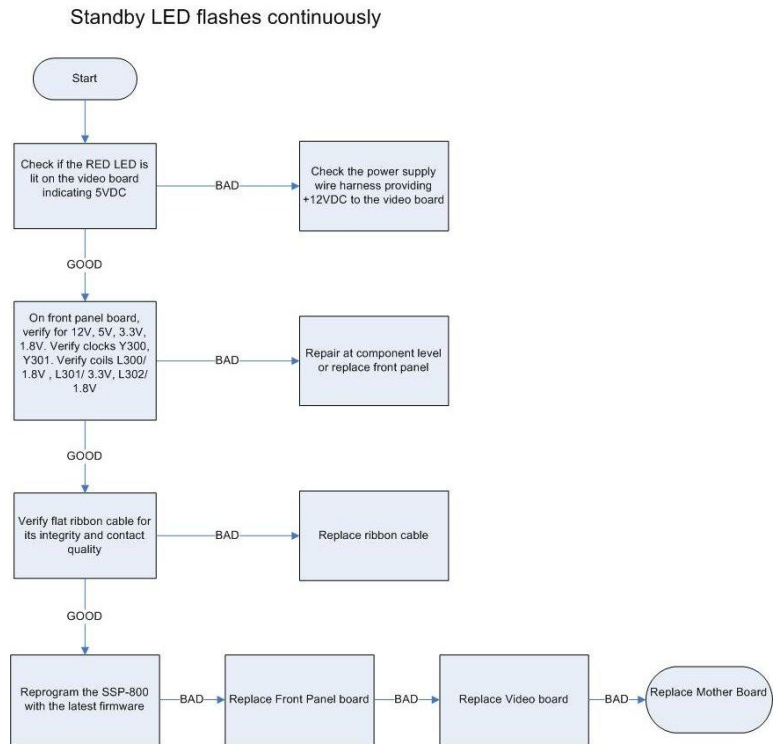 Standby LED flashes continuously
Start
Check if the RED LED is
lit on the video board
indicating 5VDC
BAD
Check the power supply
wire harness providing
+12VDC to the video board
GOOD
On front panel board,
verify for 12V, 5V, 3.3V,
1.8V. Verify clocks Y300,
Y301. Verify coils L300/
1.8V , L301/ 3.3V, L302/
1.8V
BAD
Repair at component level
or replace front panel
GOOD
Verify flat ribbon cable for
its integrity and contact
quality
BAD
Replace ribbon cable
GOOD
Reprogram the SSP-800
with the latest firmware
BAD
Replace Front Panel board
BAD
Replace Video board
BAD
Replace Mother Board